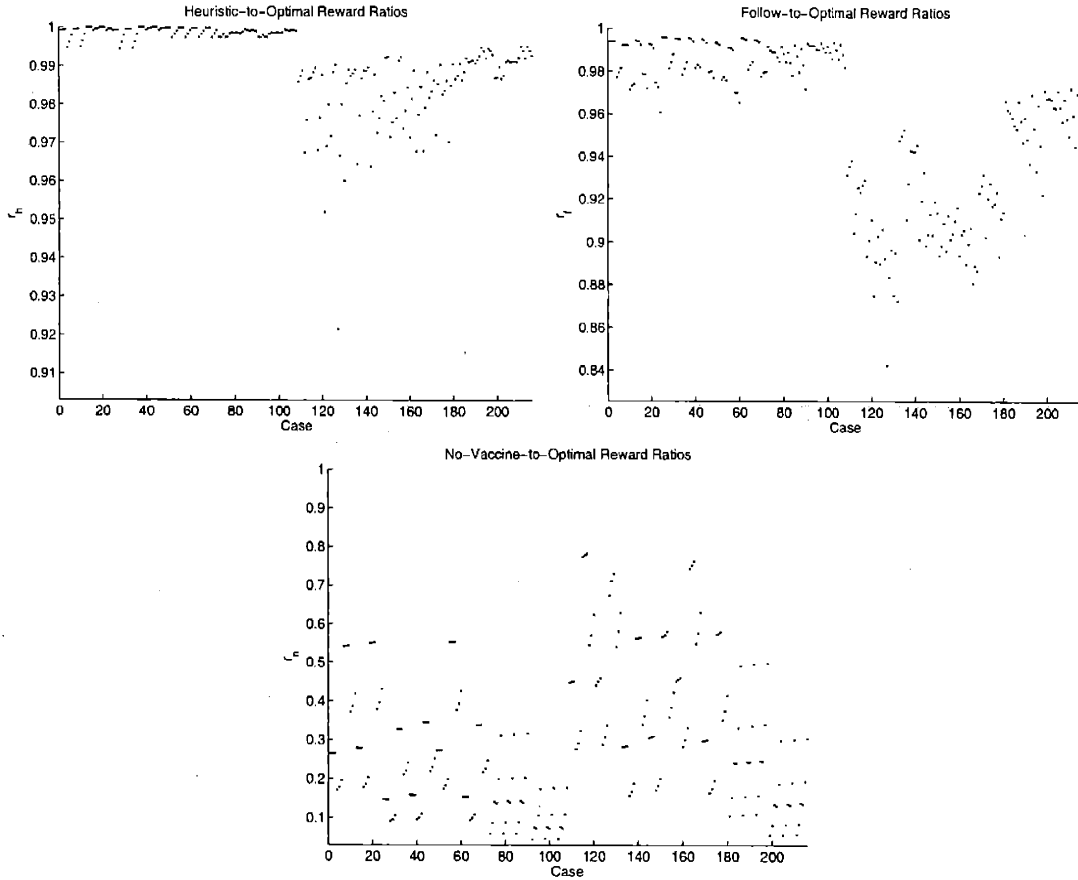 Heuristic-to-Optimal Reward Ratios
1
0.99
0.98
0.97
0.96
0.95
0.94
0.93
0.92
0.91
r_h
0 20 40 60 80 100 120 140 160 180 200
Case
Follow-to-Optimal Reward Ratios
1
0.98
0.96
0.94
0.92
0.9
0.88
0.86
0.84
r_f
0 20 40 60 80 100 120 140 160 180 200
Case
No-Vaccine-to-Optimal Reward Ratios
1
0.9
0.8
0.7
0.6
0.5
0.4
0.3
0.2
0.1
r_n
0 20 40 60 80 100 120 140 160 180 200
Case